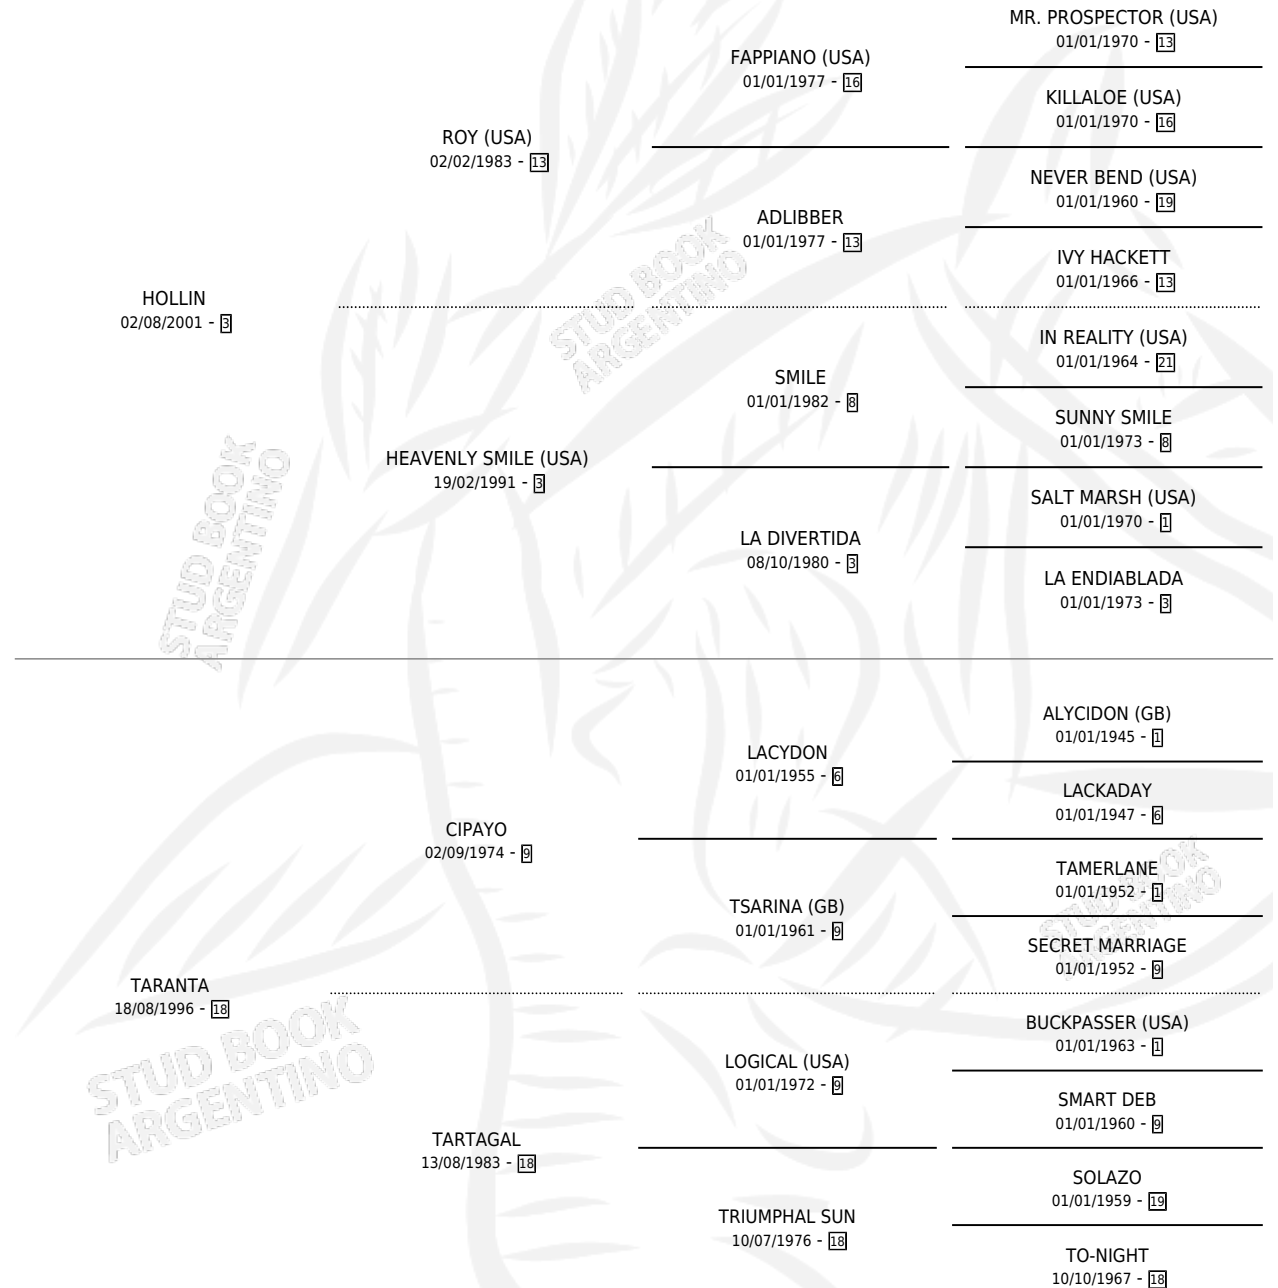 MR. PROSPECTOR (USA)
01/01/1970 - 13
FAPPIANO (USA)
01/01/1977 - 16
KILLALOE (USA)
01/01/1970 - 16
ROY (USA)
02/02/1983 - 13
NEVER BEND (USA)
01/01/1960 - 19
ADLIBBER
01/01/1977 - 13
IVY HACKETT
01/01/1966 - 13
HOLLIN
02/08/2001 - 3
IN REALITY (USA)
01/01/1964 - 21
SMILE
01/01/1982 - 8
SUNNY SMILE
01/01/1973 - 8
HEAVENLY SMILE (USA)
19/02/1991 - 3
SALT MARSH (USA)
01/01/1970 - 1
LA DIVERTIDA
08/10/1980 - 3
LA ENDIABLADA
01/01/1973 - 3
STUD BOOK
ARGENTINO
STUD BOOK
ARGENTINO
ALYCIDON (GB)
01/01/1945 - 1
LACYDON
01/01/1955 - 6
LACKADAY
01/01/1947 - 6
CIPAYO
02/09/1974 - 9
TAMERLANE
01/01/1952 - 1
TSARINA (GB)
01/01/1961 - 9
SECRET MARRIAGE
01/01/1952 - 9
TARANTA
18/08/1996 - 18
BUCKPASSER (USA)
01/01/1963 - 1
LOGICAL (USA)
01/01/1972 - 9
SMART DEB
01/01/1960 - 9
TARTAGAL
13/08/1983 - 18
SOLAZO
01/01/1959 - 19
TRIUMPHAL SUN
10/07/1976 - 18
TO-NIGHT
10/10/1967 - 18
STUD BOOK
ARGENTINO
STUD BOOK
ARGENTINO